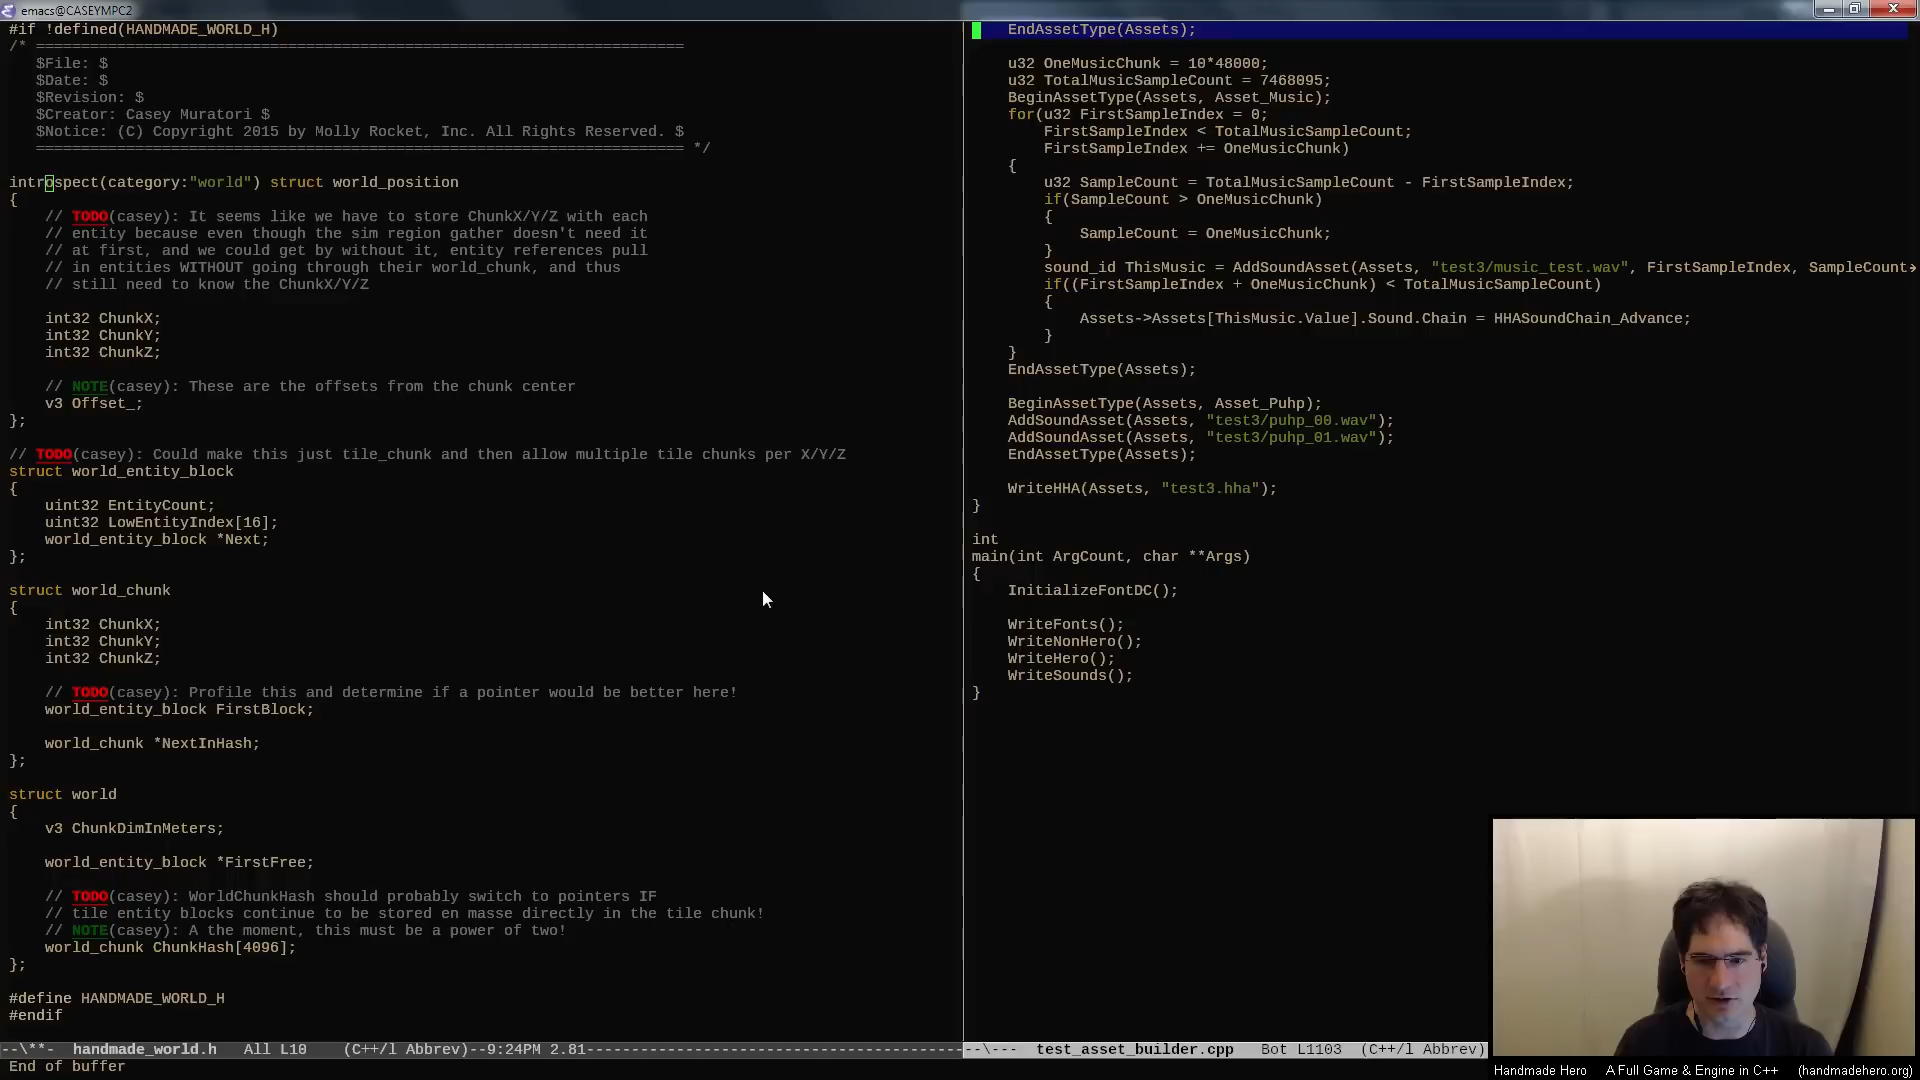 emacs@CASEYMPC2
#if !defined(HANDMADE_WORLD_H)
/* ========================================================================
$File: $
$Date: $
$Revision: $
$Creator: Casey Muratori $
$Notice: (C) Copyright 2015 by Molly Rocket, Inc. All Rights Reserved. $
======================================================================== */
introspect(category:"world") struct world_position
{
// TODO(casey): It seems like we have to store ChunkX/Y/Z with each
// entity because even though the sim region gather doesn't need it
// at first, and we could get by without it, entity references pull
// in entities WITHOUT going through their world_chunk, and thus
// still need to know the ChunkX/Y/Z
int32 ChunkX;
int32 ChunkY;
int32 ChunkZ;
// NOTE(casey): These are the offsets from the chunk center
v3 Offset_;
};
// TODO(casey): Could make this just tile_chunk and then allow multiple tile chunks per X/Y/Z
struct world_entity_block
{
uint32 EntityCount;
uint32 LowEntityIndex[16];
world_entity_block *Next;
};
struct world_chunk
{
int32 ChunkX;
int32 ChunkY;
int32 ChunkZ;
// TODO(casey): Profile this and determine if a pointer would be better here!
world_entity_block FirstBlock;
world_chunk *NextInHash;
};
struct world
{
v3 ChunkDimInMeters;
world_entity_block *FirstFree;
// TODO(casey): WorldChunkHash should probably switch to pointers IF
// tile entity blocks continue to be stored en masse directly in the tile chunk!
// NOTE(casey): A the moment, this must be a power of two!
world_chunk ChunkHash[4096];
};
#define HANDMADE_WORLD_H
#endif
--\**-  handmade_world.h   All L10    (C++/l Abbrev)--9:24PM 2.81
End of buffer
EndAssetType(Assets);
u32 OneMusicChunk = 10*48000;
u32 TotalMusicSampleCount = 7468095;
BeginAssetType(Assets, Asset_Music);
for(u32 FirstSampleIndex = 0;
FirstSampleIndex < TotalMusicSampleCount;
FirstSampleIndex += OneMusicChunk)
{
u32 SampleCount = TotalMusicSampleCount - FirstSampleIndex;
if(SampleCount > OneMusicChunk)
{
SampleCount = OneMusicChunk;
}
sound_id ThisMusic = AddSoundAsset(Assets, "test3/music_test.wav", FirstSampleIndex, SampleCount
if((FirstSampleIndex + OneMusicChunk) < TotalMusicSampleCount)
{
Assets->Assets[ThisMusic.Value].Sound.Chain = HHASoundChain_Advance;
}
}
EndAssetType(Assets);
BeginAssetType(Assets, Asset_Puhp);
AddSoundAsset(Assets, "test3/puhp_00.wav");
AddSoundAsset(Assets, "test3/puhp_01.wav");
EndAssetType(Assets);
WriteHHA(Assets, "test3.hha");
}
int
main(int ArgCount, char **Args)
{
InitializeFontDC();
WriteFonts();
WriteNonHero();
WriteHero();
WriteSounds();
}
--\---  test_asset_builder.cpp   Bot L1103  (C++/l Abbrev)
Handmade Hero    A Full Game & Engine in C++    (handmadehero.org)